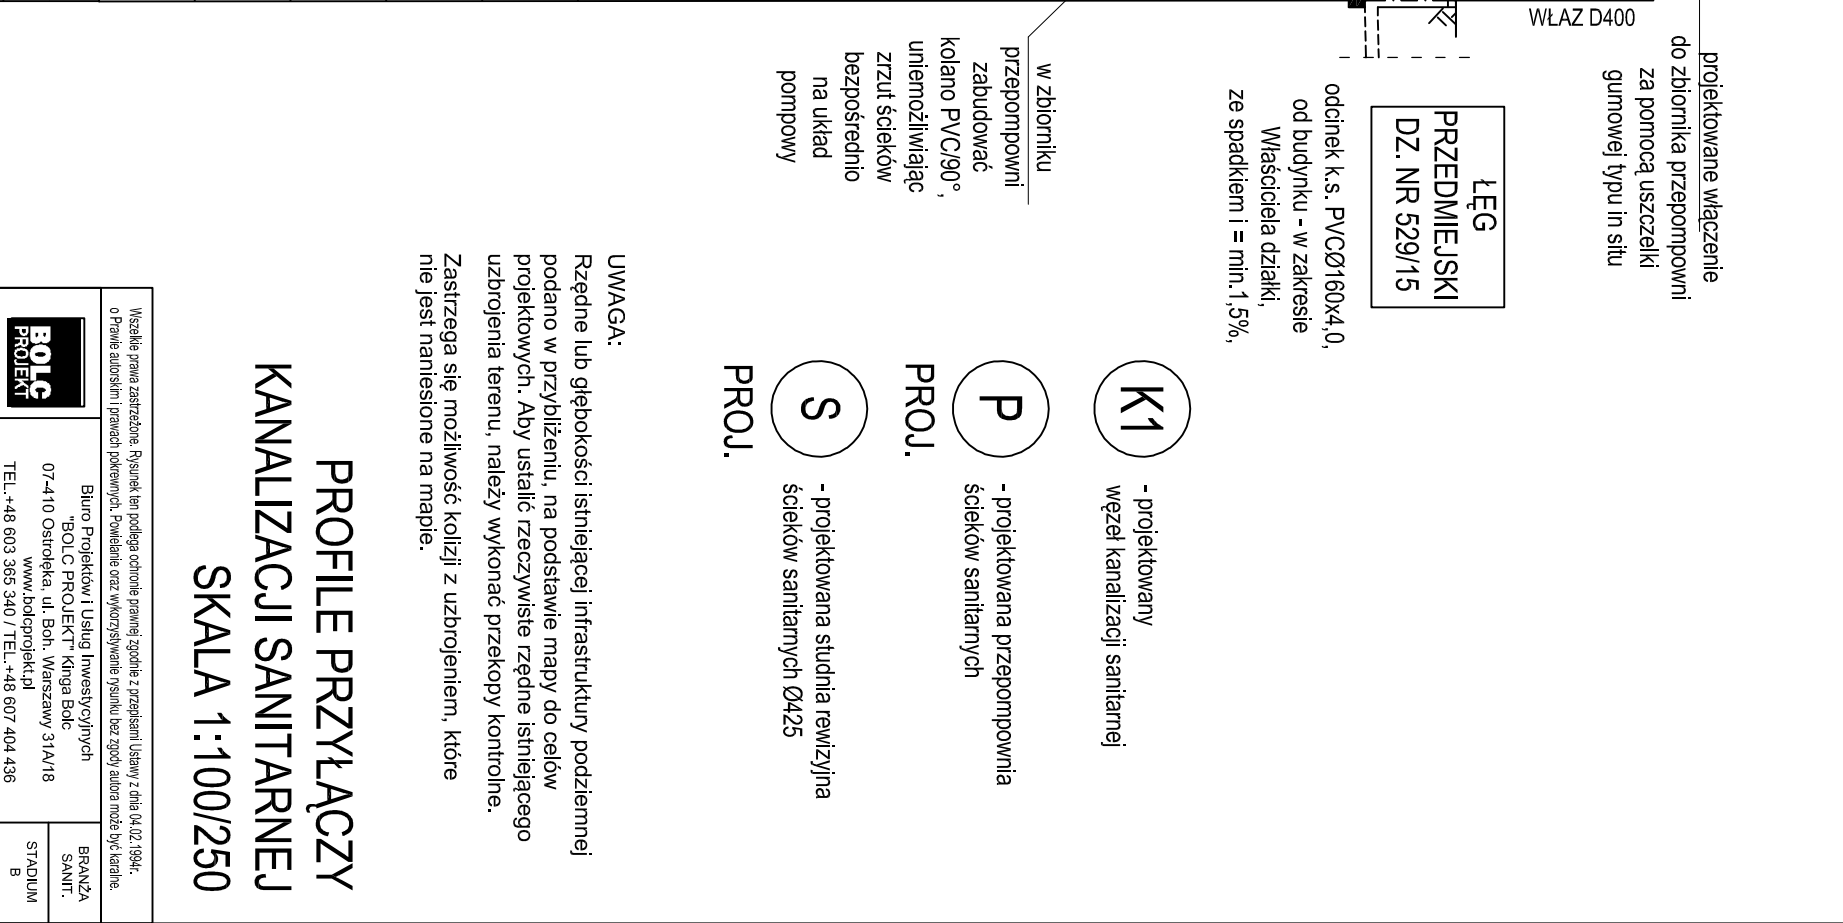 WŁAZ D400
projektowane włączenie
do zbiornika przepompowni
za pomocą uszczelki
gumowej typu in situ
ŁĘG
PRZEDMIEJSKI
DZ. NR 529/15
odcinek k.s. PVCØ160x4,0,
od budynku - w zakresie
Właściciela działki,
ze spadkiem i = min.1,5%,
w zbiorniku
przepompowni
zabudować
kolano PVC/90°,
uniemożliwiając
zrzut ścieków
bezpośrednio
na układ
pompowy
K1
- projektowany
węzeł kanalizacji sanitarnej
P
PROJ.
- projektowana przepompownia
ścieków sanitarnych
S
PROJ.
- projektowana studnia rewizyjna
ścieków sanitarnych Ø425
UWAGA:
Rzędne lub głębokości istniejącej infrastruktury podziemnej
podano w przybliżeniu, na podstawie mapy do celów
projektowych. Aby ustalić rzeczywiste rzędne istniejącego
uzbrojenia terenu, należy wykonać przekopy kontrolne.
Zastrzega się możliwość kolizji z uzbrojeniem, które
nie jest naniesione na mapie.
PROFILE PRZYŁĄCZY
KANALIZACJI SANITARNEJ
SKALA 1:100/250
Wszelkie prawa zastrzeżone. Rysunek ten podlega ochronie prawnej zgodnie z przepisami Ustawy z dnia 04.02.1994r.
o Prawie autorskim i prawach pokrewnych. Powielanie oraz wykorzystywanie rysunku bez zgody autora może być karalne.
BOLC
PROJEKT
Biuro Projektów i Usług Inwestycyjnych
"BOLC PROJEKT" Kinga Bolc
07-410 Ostrołęka, ul. Boh. Warszawy 31A/18
www.bolcprojekt.pl
TEL.+48 603 365 340 / TEL.+48 607 404 436
BRANŻA
SANIT.
STADIUM
B